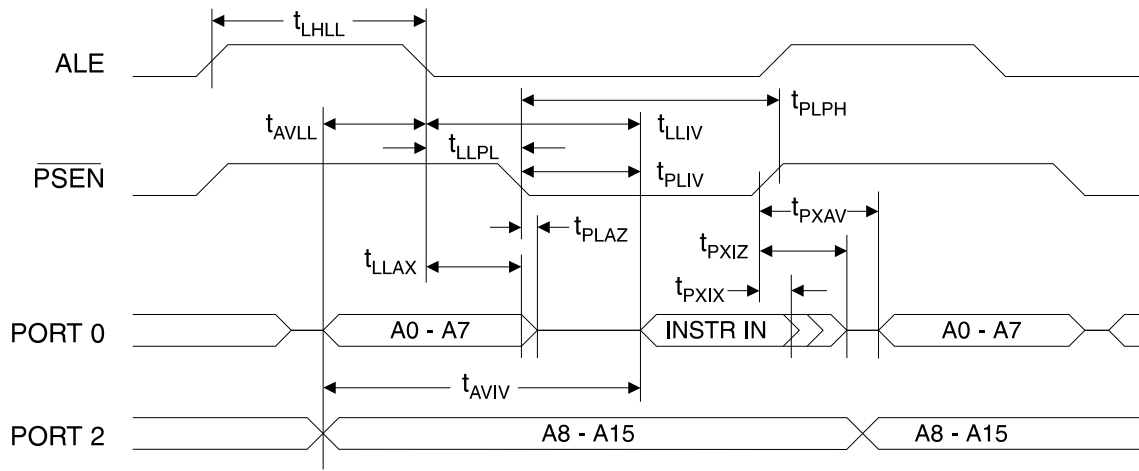 tLHLL
ALE
tPLPH
tAVLL
tLLIV
tLLPL
PSEN
tPLIV
tPXAV
tPLAZ
tPXIZ
tLLAX
tPXIX
PORT 0
A0 - A7
INSTR IN
A0 - A7
tAVIV
PORT 2
A8 - A15
A8 - A15